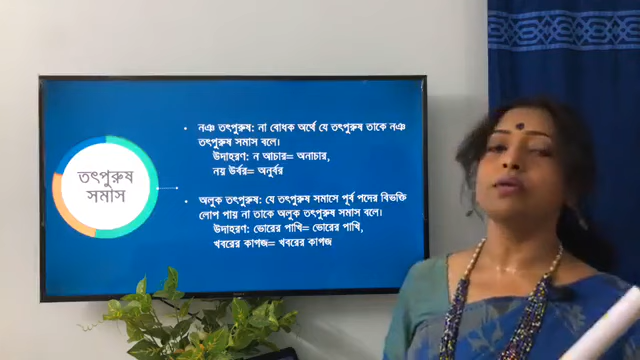 তৎপুরুষ
সমাস
• নঞ তৎপুরুষ: না বোধক অর্থে যে তৎপুরুষ তাকে নঞ
তৎপুরুষ সমাস বলে।
উদাহরণ: ন আচার= অনাচার,
নয় উর্বর= অনুর্বর
• অলুক তৎপুরুষ: যে তৎপুরুষ সমাসে পূর্ব পদের বিভক্তি
লোপ পায় না তাকে অলুক তৎপুরুষ সমাস বলে।
উদাহরণ: ভোরের পাখি= ভোরের পাখি,
খবরের কাগজ= খবরের কাগজ